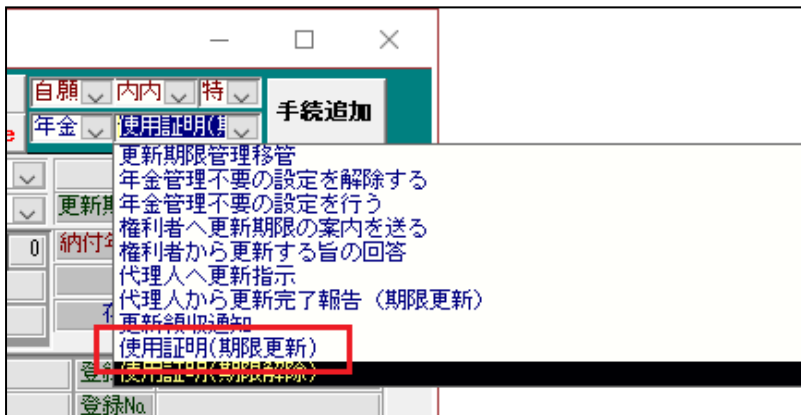 自願 内内 特 手続追加
e 年金 使用証明(期
更新期限管理移管
年金管理不要の設定を解除する
更新期 年金管理不要の設定を行う
権利者へ更新期限の案内を送る
0 納付年 権利者から更新する旨の回答
代理人へ更新指示
代理人から更新完了報告（期限更新）
更新領収通知
使用証明(期限更新)
登録 使用証明(期限解除)
登録No.